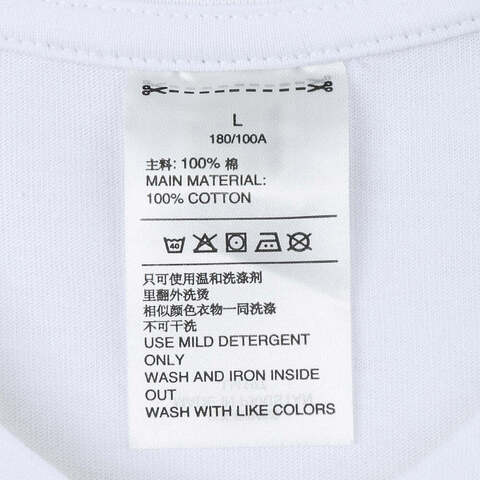 L
180/100A
主料: 100% 棉
MAIN MATERIAL:
100% COTTON
40
只可使用温和洗涤剂
里翻外洗烫
相似颜色衣物一同洗涤
不可干洗
USE MILD DETERGENT
ONLY
WASH AND IRON INSIDE
OUT
WASH WITH LIKE COLORS